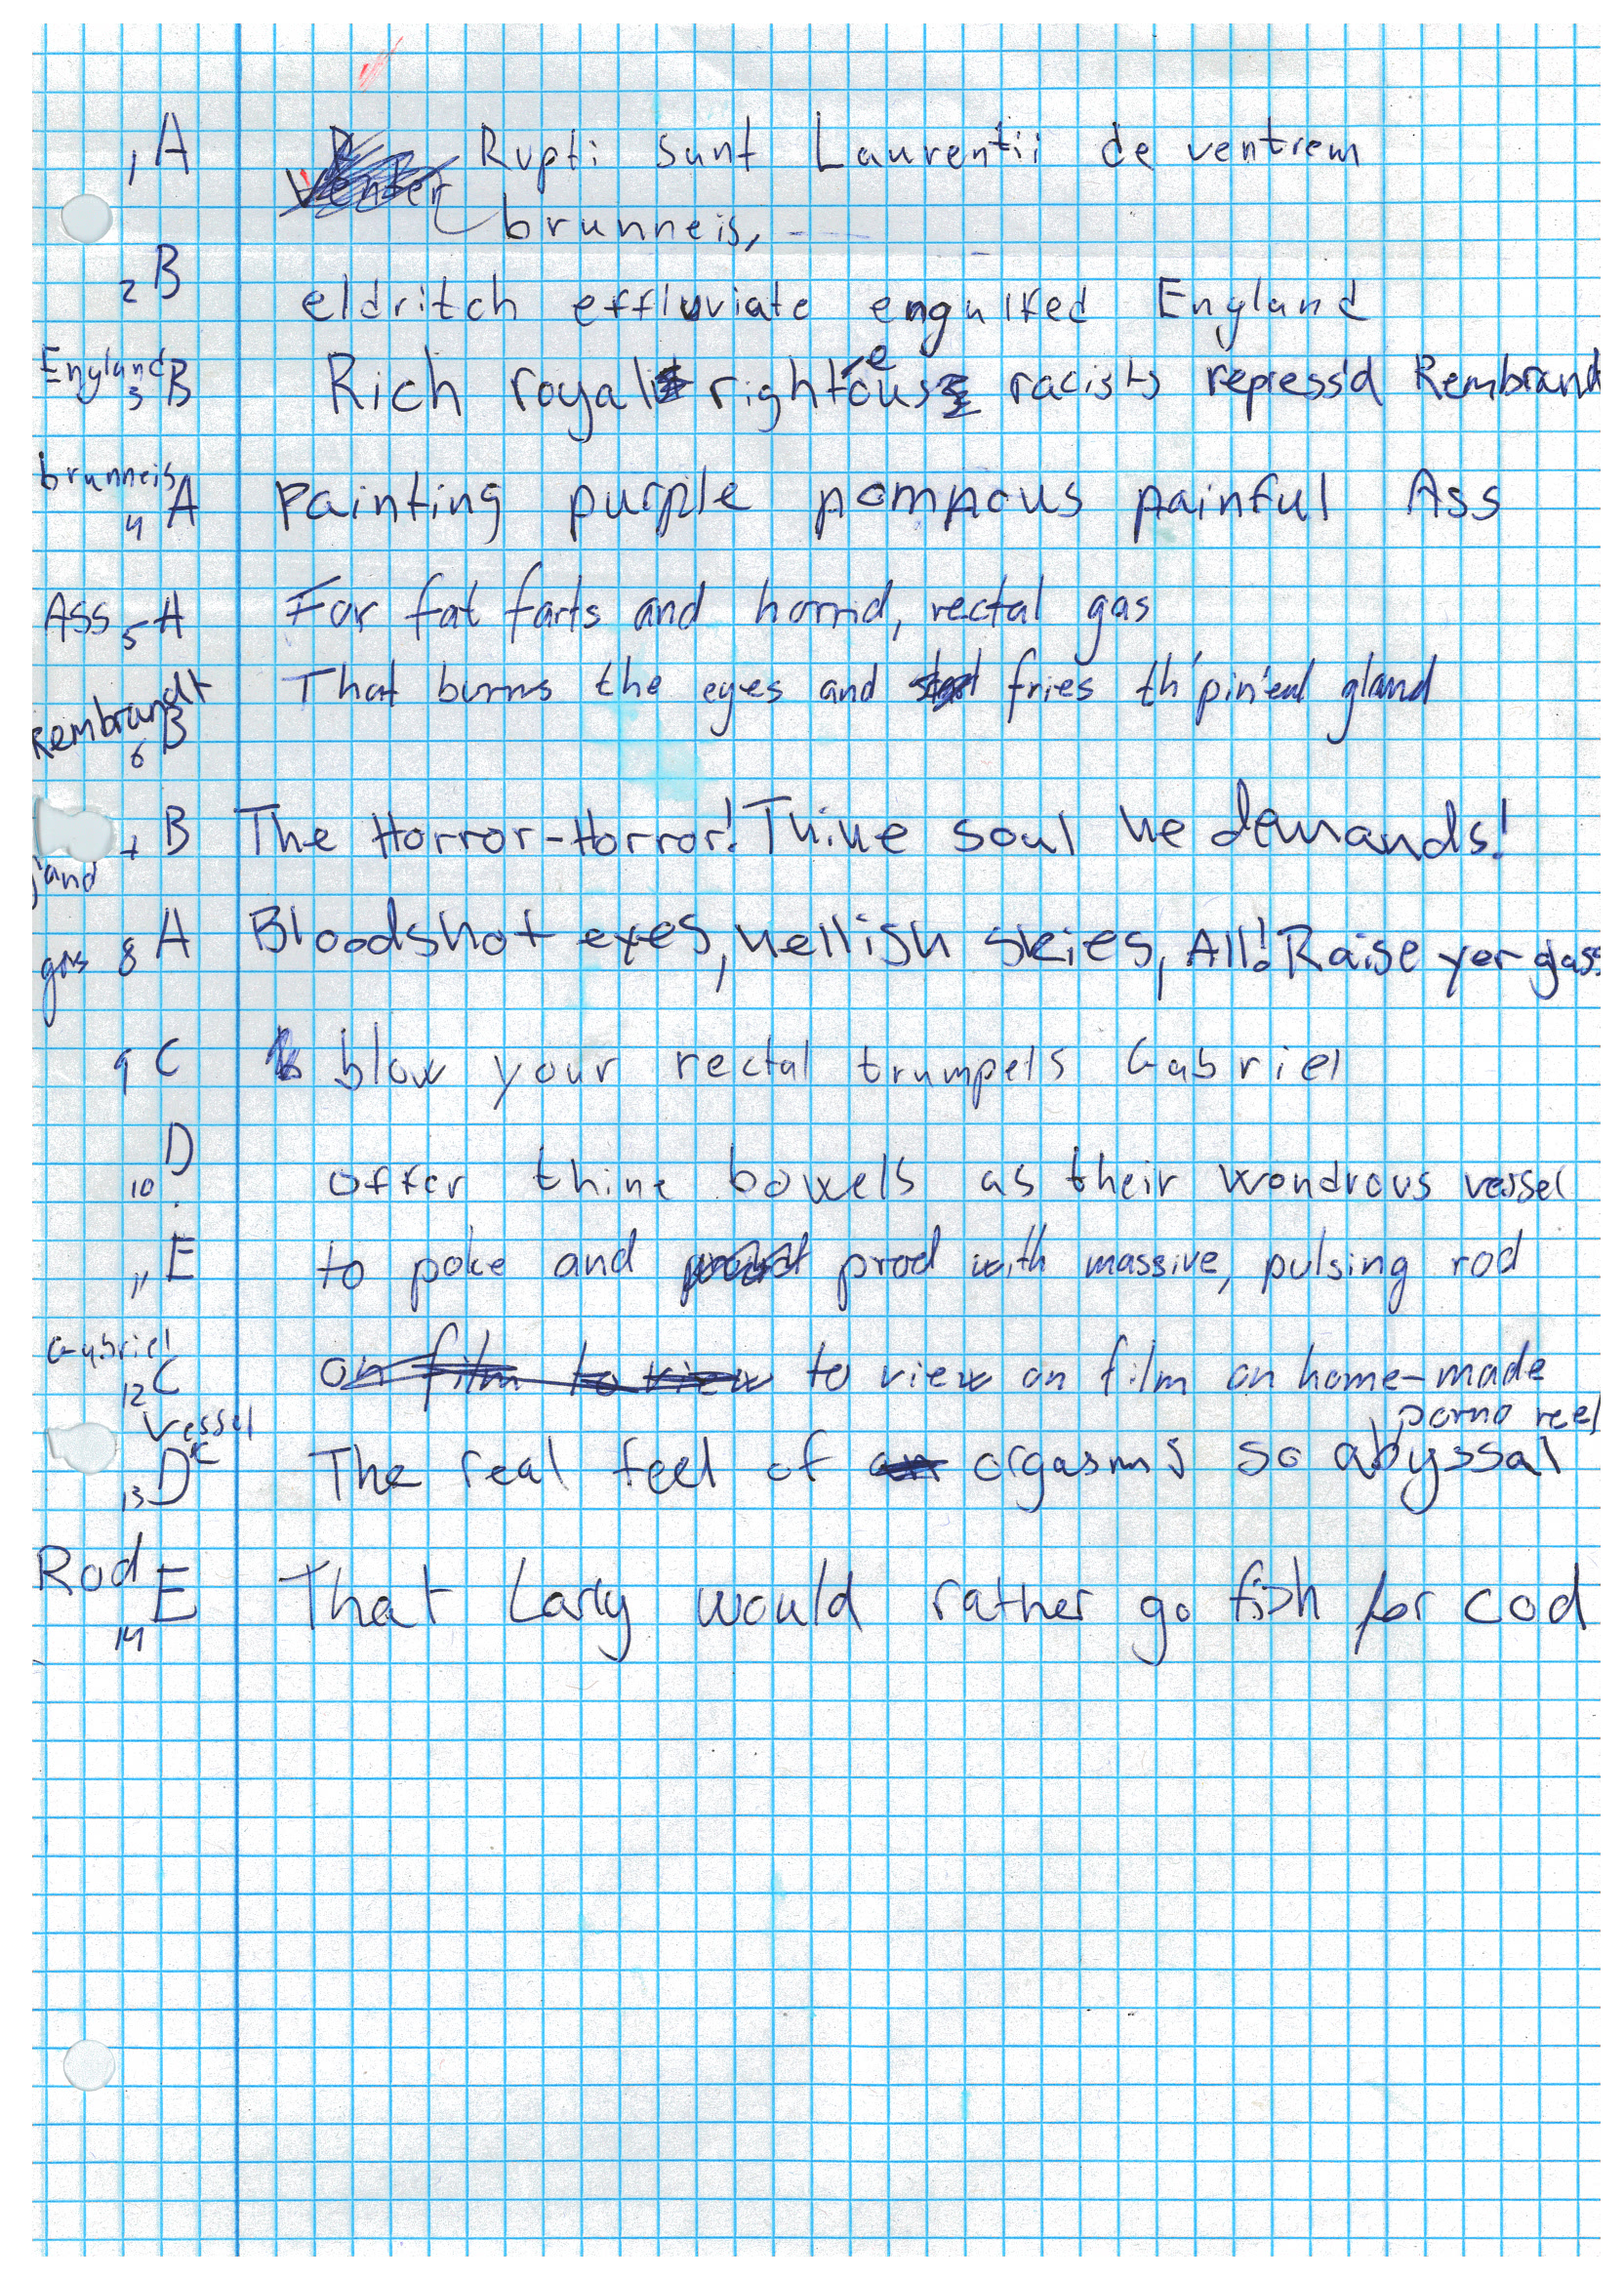 1 A Rupti sunt Laurentii de ventrem
Venter brunneis,
2 B eldritch effluviate engulfed England
England 3 B Rich royal righteous racists repress'd Rembrand
brunneis 4 A Painting purple pompous painful Ass
Ass 5 A For fat farts and horrid, rectal gas
Rembrandt 6 B That burns the eyes and fries th'pin'eal gland
gland 7 B The Horror-Horror! Thine soul he demands!
gas 8 A Bloodshot eyes, hellish skies, All! Raise yer gass
9 C blow your rectal trumpets Gabriel
10 D offer thine bowels as their wondrous vessel
11 E to poke and prod with massive, pulsing rod
Gabriel 12 C on film to view to view on film on home-made
porno reel
Vessel 13 D The real feel of orgasms so abyssal
Rod 14 E That Larry would rather go fish for cod